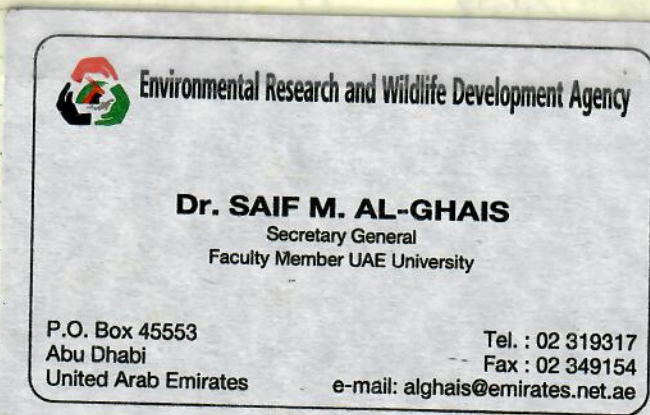 Environmental Research and Wildlife Development Agency
Dr. SAIF M. AL-GHAIS
Secretary General
Faculty Member UAE University
P.O. Box 45553
Abu Dhabi
United Arab Emirates
Tel. : 02 319317
Fax : 02 349154
e-mail: alghais@emirates.net.ae